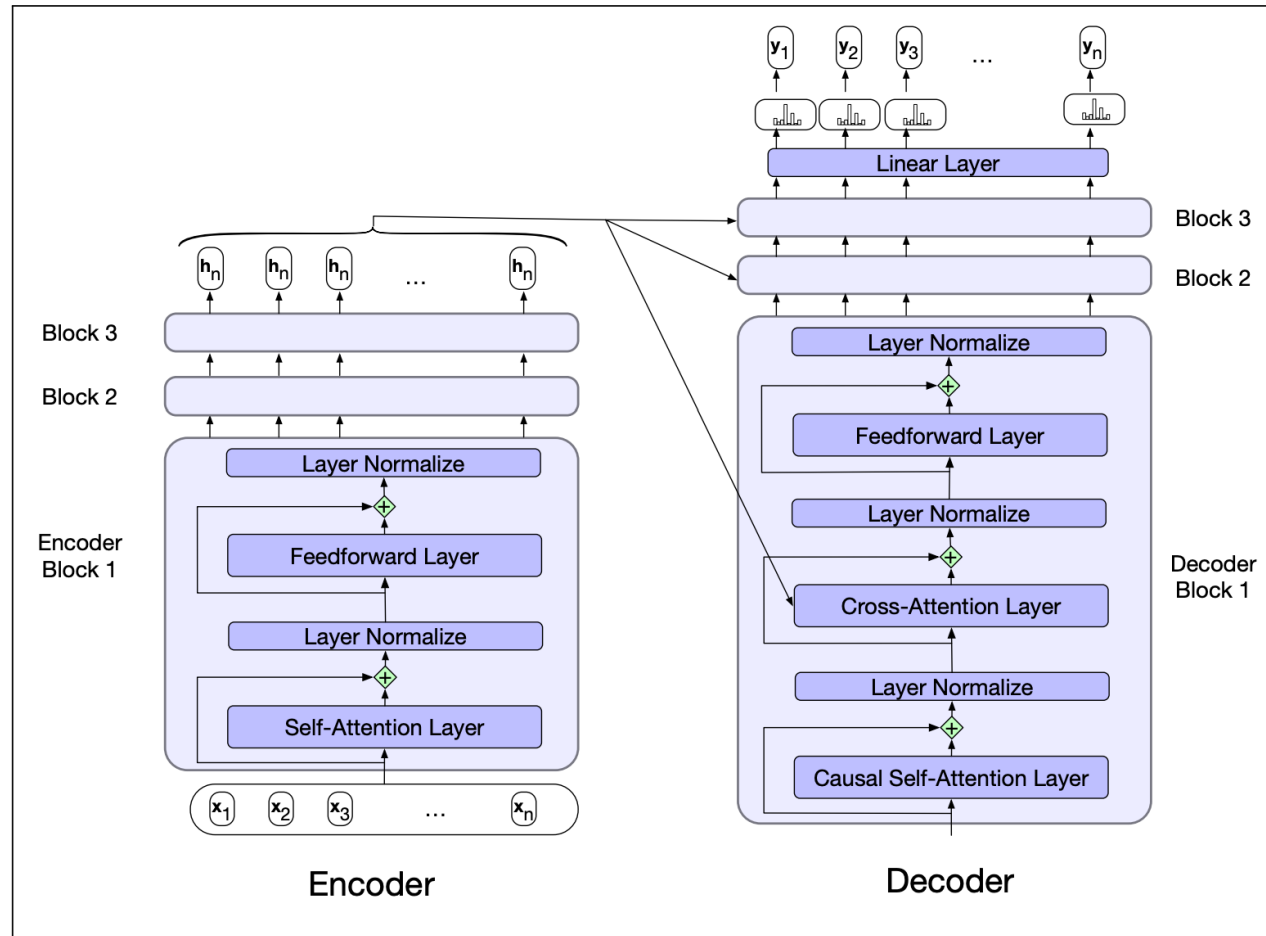 y1 y2 y3 ... yn
Linear Layer
Block 3
Block 2
hn hn hn ... hn
Block 3
Block 2
Layer Normalize
+
Feedforward Layer
Layer Normalize
+
Self-Attention Layer
Encoder
Block 1
x1 x2 x3 ... xn
Encoder
Layer Normalize
+
Feedforward Layer
Layer Normalize
+
Cross-Attention Layer
Layer Normalize
+
Causal Self-Attention Layer
Decoder
Block 1
Decoder